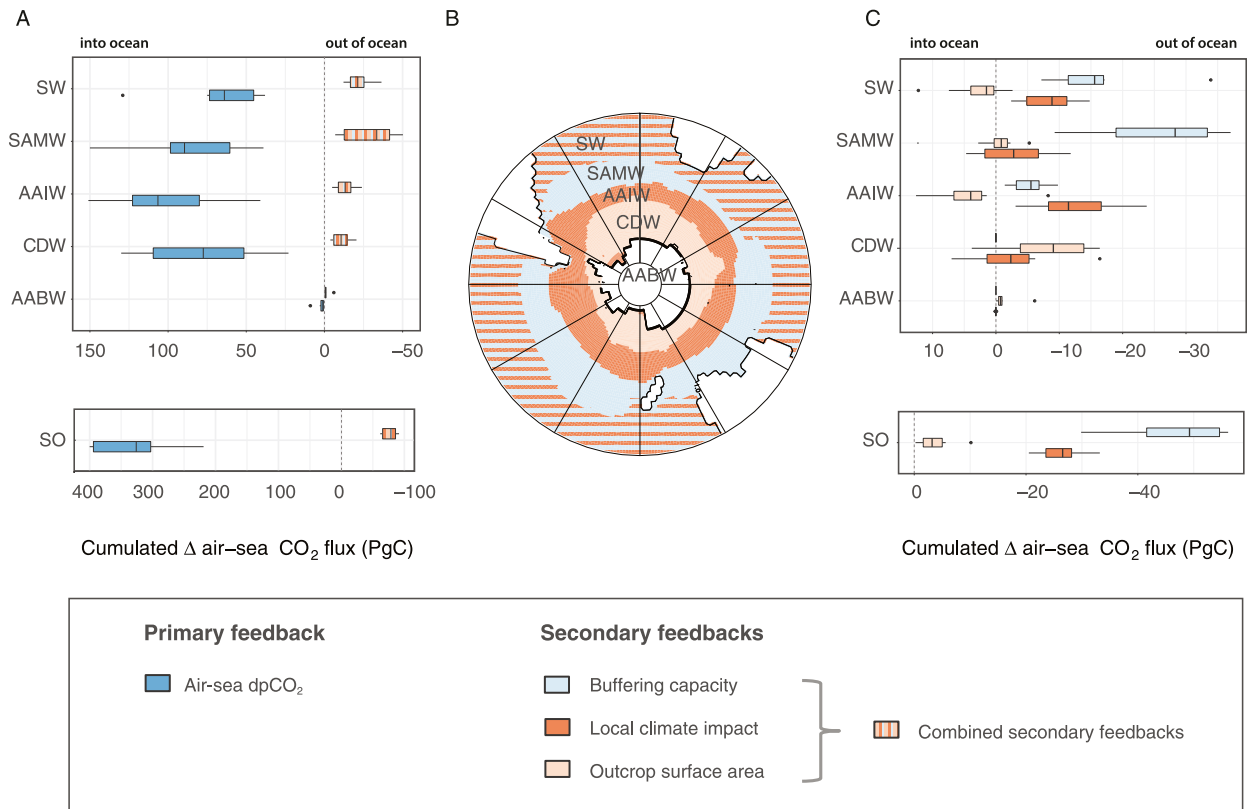 A
into ocean
out of ocean
SW
SAMW
AAIW
CDW
AABW
150
100
50
0
−50
SO
400
300
200
100
0
−100
Cumulated Δ air−sea CO₂ flux (PgC)
B
SW
SAMW
AAIW
CDW
AABW
C
into ocean
out of ocean
SW
SAMW
AAIW
CDW
AABW
10
0
−10
−20
−30
SO
0
−20
−40
Cumulated Δ air−sea CO₂ flux (PgC)
Primary feedback
Air-sea dpCO₂
Secondary feedbacks
Buffering capacity
Local climate impact
Outcrop surface area
Combined secondary feedbacks